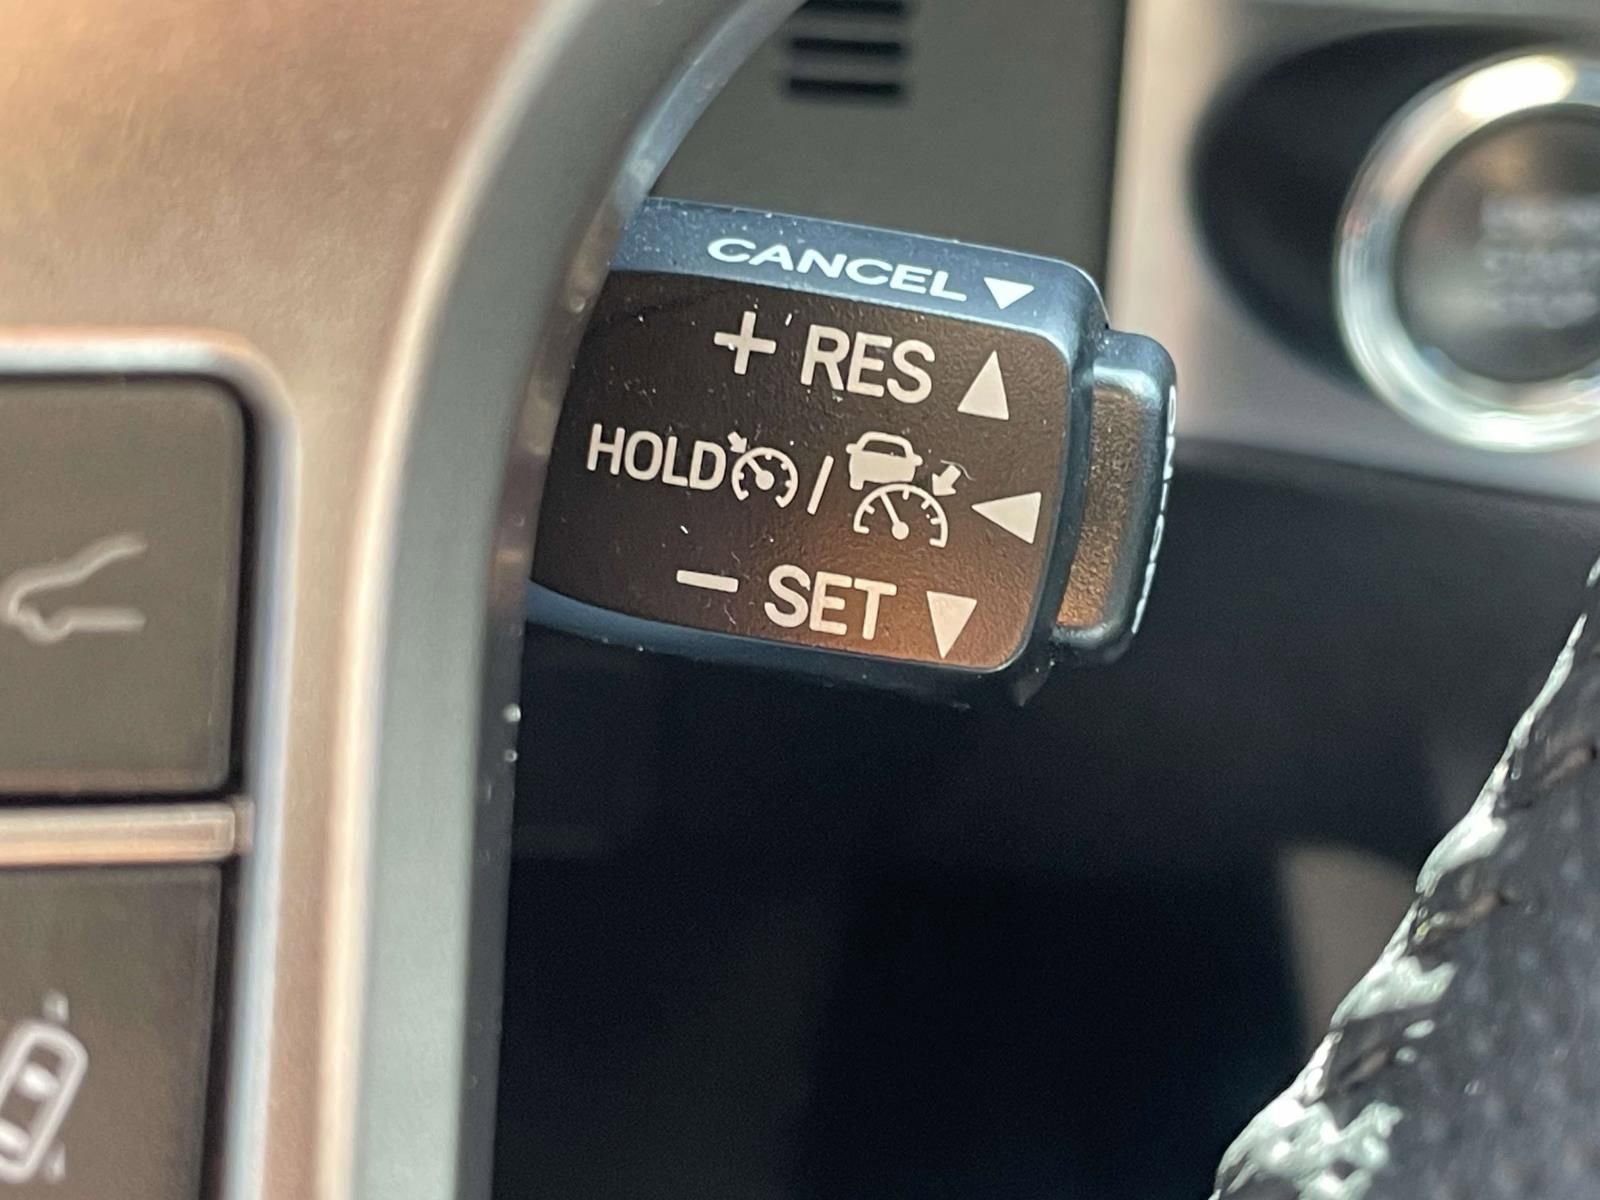 CANCEL ▼
+ RES ▲
HOLD / ◀
− SET ▼